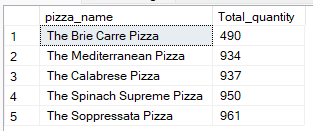 pizza_name Total_quantity
1 The Brie Carre Pizza 490
2 The Mediterranean Pizza 934
3 The Calabrese Pizza 937
4 The Spinach Supreme Pizza 950
5 The Soppressata Pizza 961